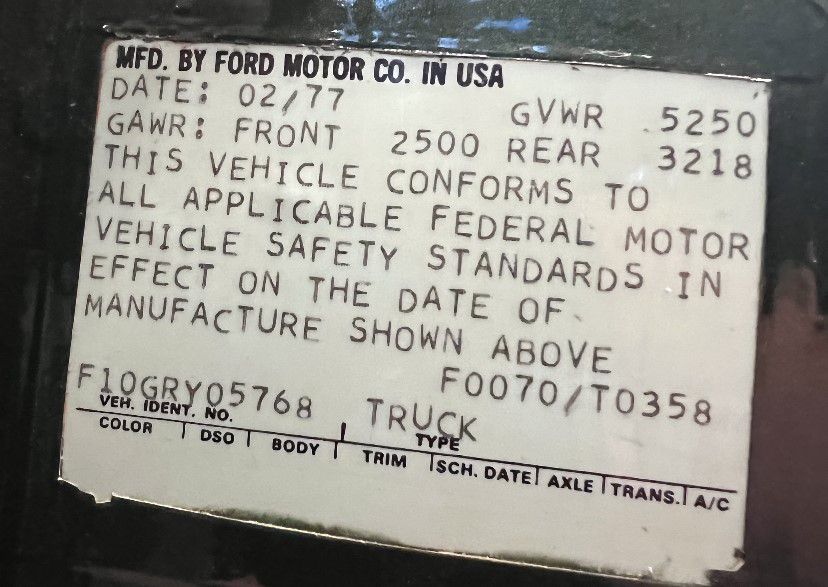 MFD. BY FORD MOTOR CO. IN USA
DATE: 02/77 GVWR 5250
GAWR: FRONT 2500 REAR 3218
THIS VEHICLE CONFORMS TO
ALL APPLICABLE FEDERAL MOTOR
VEHICLE SAFETY STANDARDS IN
EFFECT ON THE DATE OF
MANUFACTURE SHOWN ABOVE
F0070/T0358
F10GRY05768 TRUCK
VEH. IDENT. NO. TYPE
COLOR DSO BODY TRIM SCH. DATE AXLE TRANS. A/C